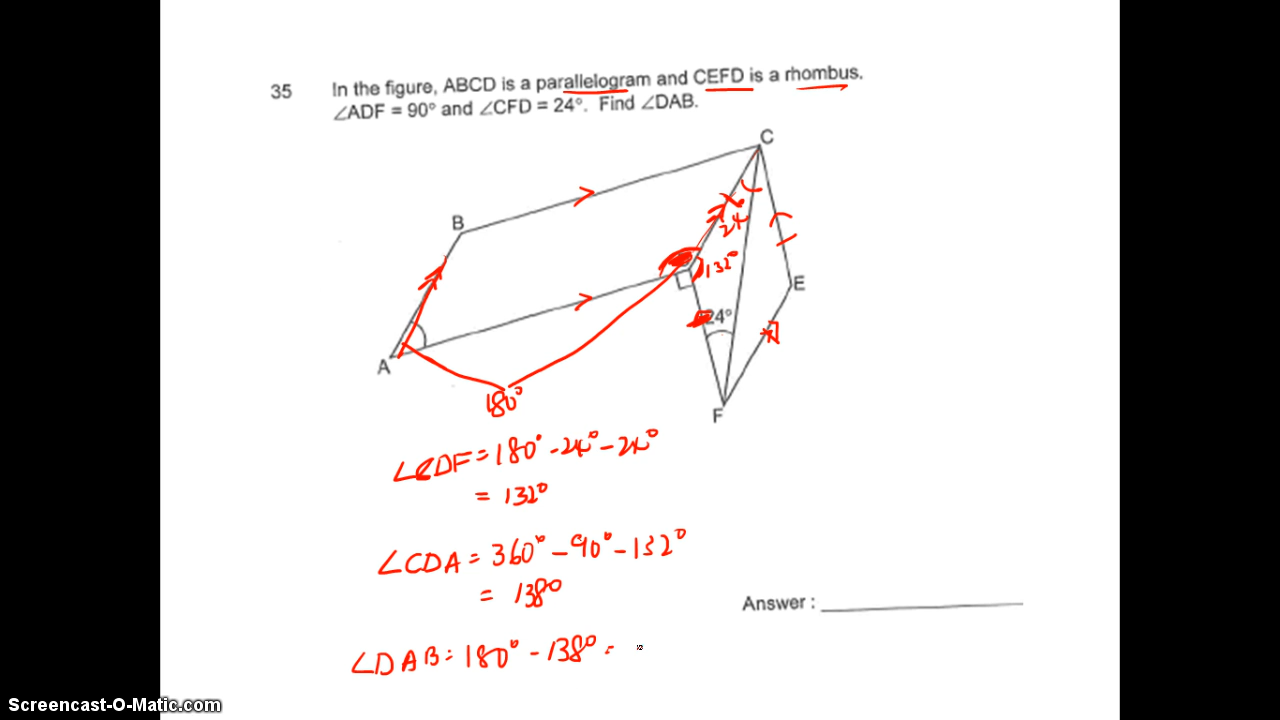 35 In the figure, ABCD is a parallelogram and CEFD is a rhombus.
∠ADF = 90° and ∠CFD = 24°. Find ∠DAB.
C
B
24°
132°
E
24°
A
180°
F
∠CDF = 180° - 24° - 24°
= 132°
∠CDA = 360° - 90° - 132°
= 138°
Answer :
∠DAB = 180° - 138° =
Screencast-O-Matic.com